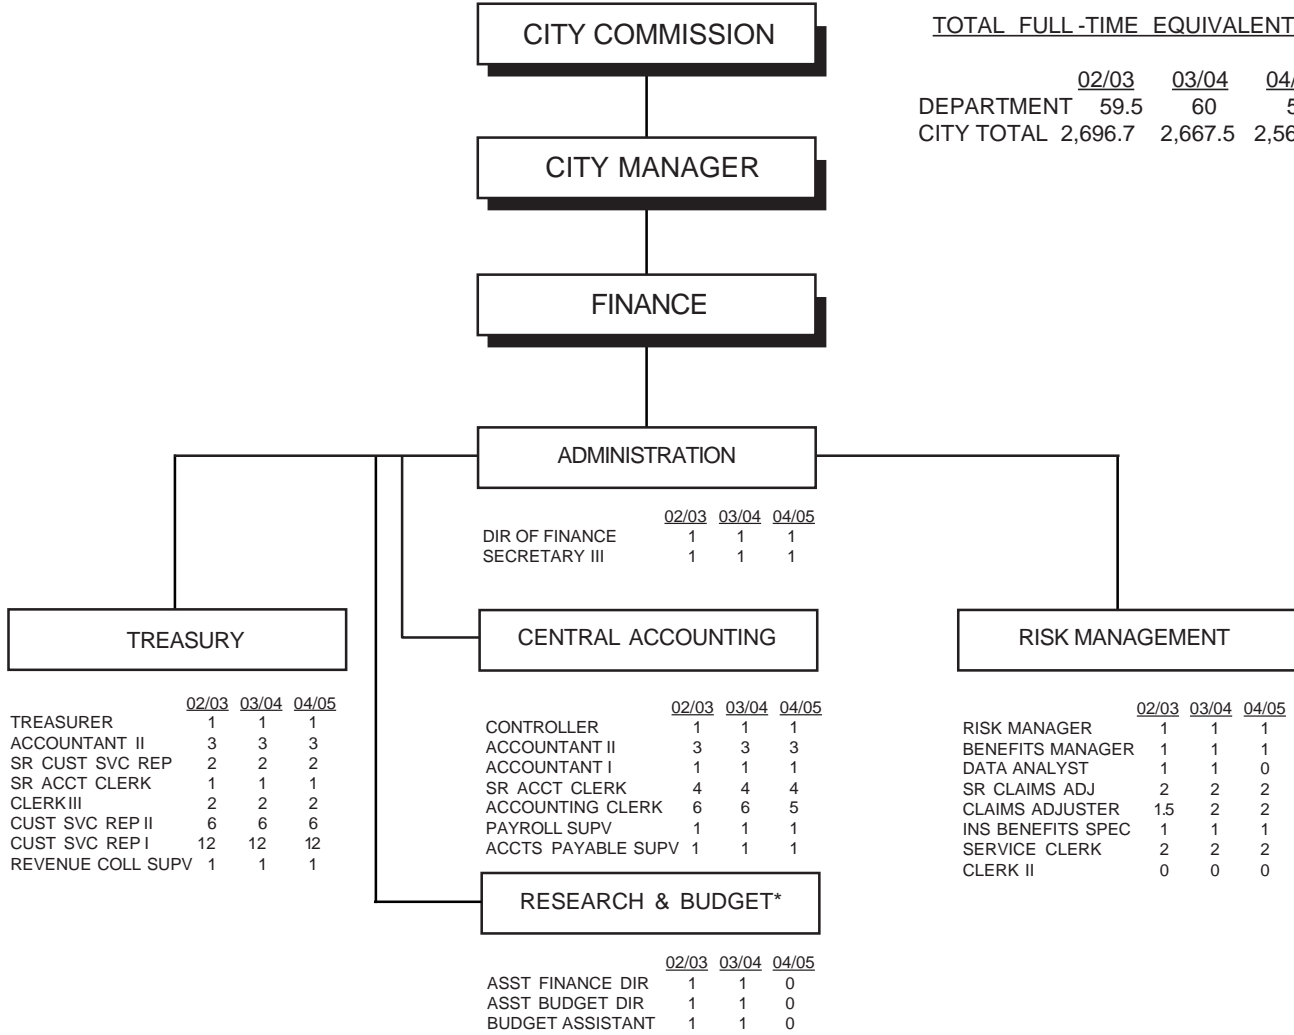 CITY COMMISSION
TOTAL FULL-TIME EQUIVALENT
02/03 03/04
DEPARTMENT 59.5 60
CITY TOTAL 2,696.7 2,667.5
CITY MANAGER
FINANCE
ADMINISTRATION
02/03 03/04 04/05
DIR OF FINANCE 1 1 1
SECRETARY III 1 1 1
TREASURY
02/03 03/04 04/05
TREASURER 1 1 1
ACCOUNTANT II 3 3 3
SR CUST SVC REP 2 2 2
SR ACCT CLERK 1 1 1
CLERK III 2 2 2
CUST SVC REP II 6 6 6
CUST SVC REP I 12 12 12
REVENUE COLL SUPV 1 1 1
CENTRAL ACCOUNTING
02/03 03/04 04/05
CONTROLLER 1 1 1
ACCOUNTANT II 3 3 3
ACCOUNTANT I 1 1 1
SR ACCT CLERK 4 4 4
ACCOUNTING CLERK 6 6 5
PAYROLL SUPV 1 1 1
ACCTS PAYABLE SUPV 1 1 1
RESEARCH & BUDGET*
02/03 03/04 04/05
ASST FINANCE DIR 1 1 0
ASST BUDGET DIR 1 1 0
BUDGET ASSISTANT 1 1 0
RISK MANAGEMENT
02/03 03/04 04/05
RISK MANAGER 1 1 1
BENEFITS MANAGER 1 1 1
DATA ANALYST 1 1 0
SR CLAIMS ADJ 2 2 2
CLAIMS ADJUSTER 1.5 2 2
INS BENEFITS SPEC 1 1 1
SERVICE CLERK 2 2 2
CLERK II 0 0 0